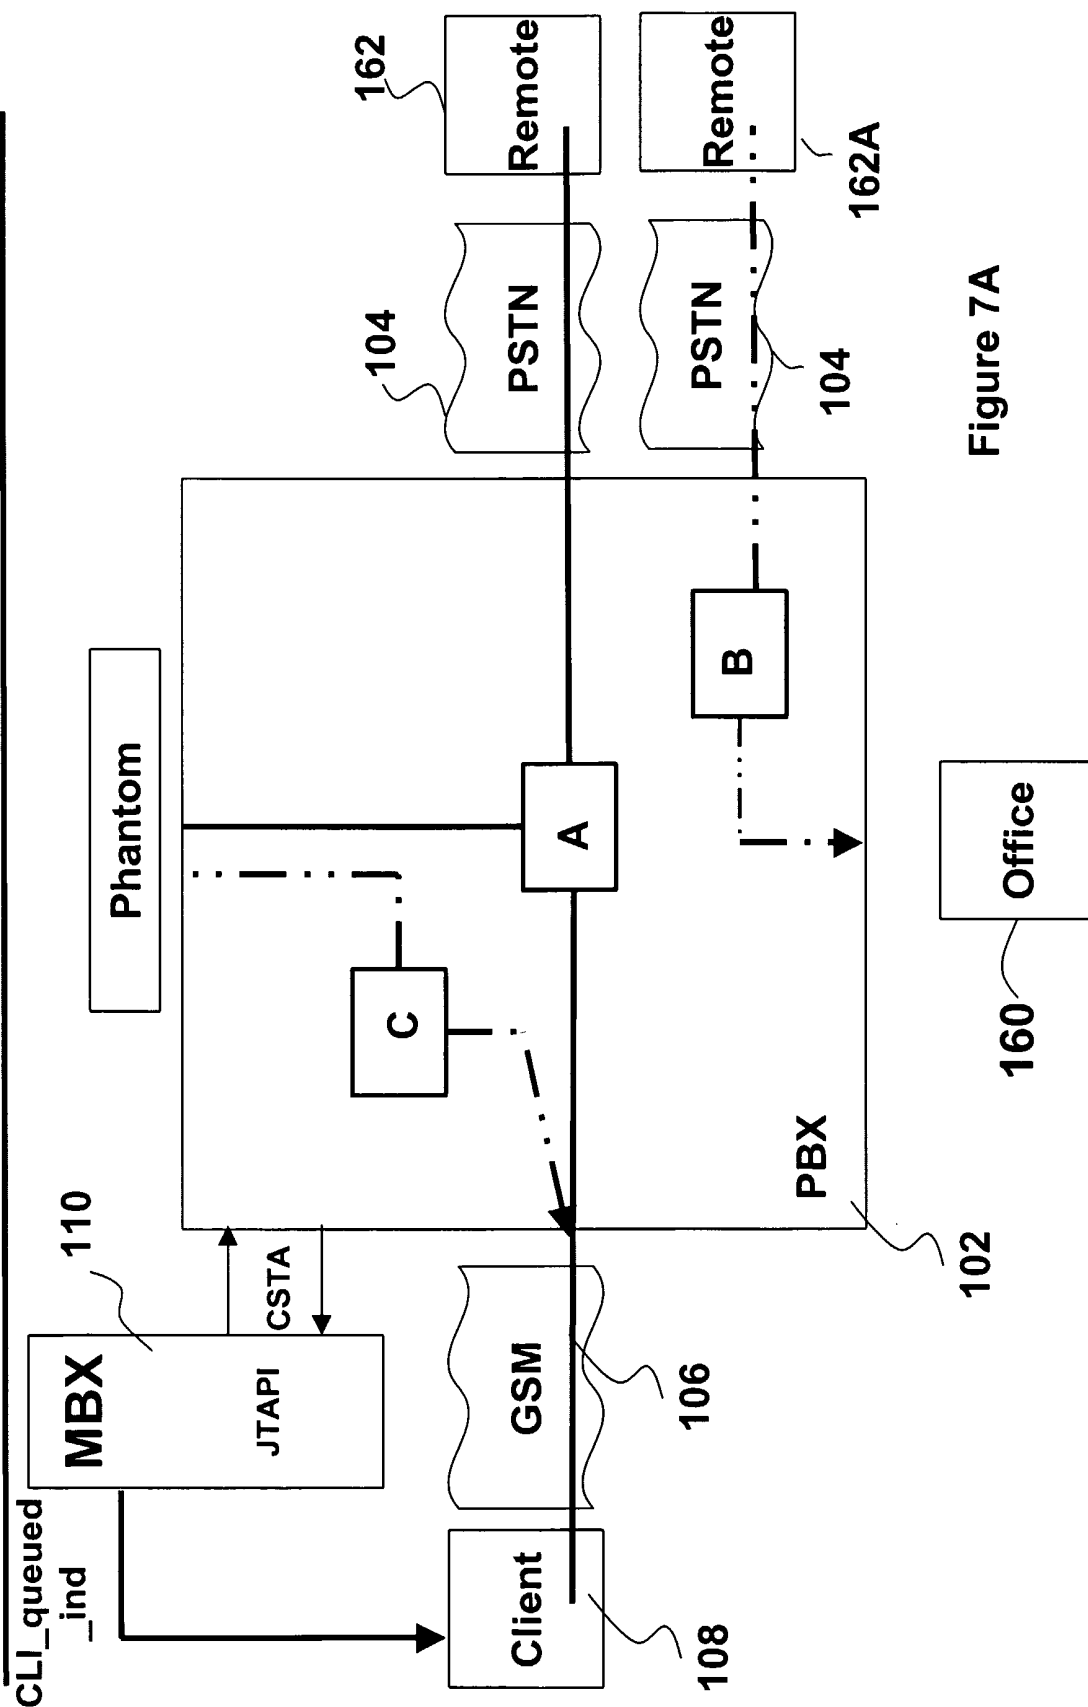 CLI_queued
_ind
MBX
110
JTAPI
CSTA
Phantom
C
A
B
PBX
102
Client
108
GSM
106
PSTN
104
Remote
162
PSTN
104
Remote
162A
Office
160
Figure 7A